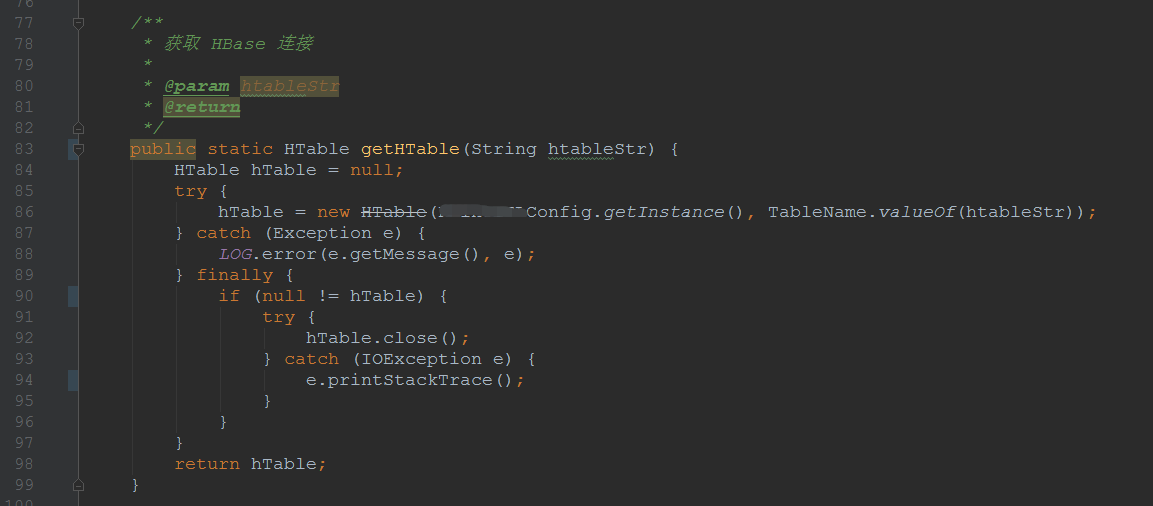 76
77 /**
78 * 获取 HBase 连接
79 *
80 * @param htableStr
81 * @return
82 */
83 public static HTable getHTable(String htableStr) {
84 HTable hTable = null;
85 try {
86 hTable = new HTable(Config.getInstance(), TableName.valueOf(htableStr));
87 } catch (Exception e) {
88 LOG.error(e.getMessage(), e);
89 } finally {
90 if (null != hTable) {
91 try {
92 hTable.close();
93 } catch (IOException e) {
94 e.printStackTrace();
95 }
96 }
97 }
98 return hTable;
99 }
100